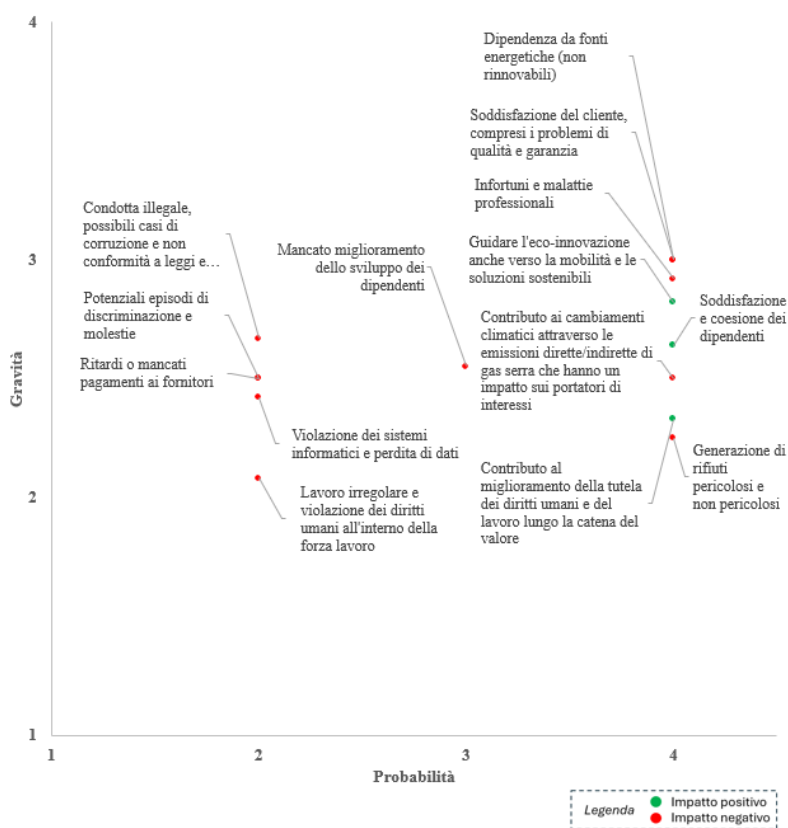 4
Dipendenza da fonti
energetiche (non
rinnovabili)
Soddisfazione del cliente,
compresi i problemi di
qualità e garanzia
Infortuni e malattie
professionali
Condotta illegale,
possibili casi di
corruzione e non
conformità a leggi e…
Guidare l'eco-innovazione
anche verso la mobilità e le
soluzioni sostenibili
Mancato miglioramento
dello sviluppo dei
dipendenti
3
Potenziali episodi di
discriminazione e
molestie
Soddisfazione
e coesione dei
dipendenti
Contributo ai cambiamenti
climatici attraverso le
emissioni dirette/indirette di
gas serra che hanno un
impatto sui portatori di
interessi
Ritardi o mancati
pagamenti ai fornitori
Gravità
Violazione dei sistemi
informatici e perdita di dati
Generazione di
rifiuti
pericolosi e
non pericolosi
Contributo al
miglioramento della tutela
dei diritti umani e del
lavoro lungo la catena del
valore
2
Lavoro irregolare e
violazione dei diritti
umani all'interno della
forza lavoro
1
1
2
3
4
Probabilità
Legenda
Impatto positivo
Impatto negativo